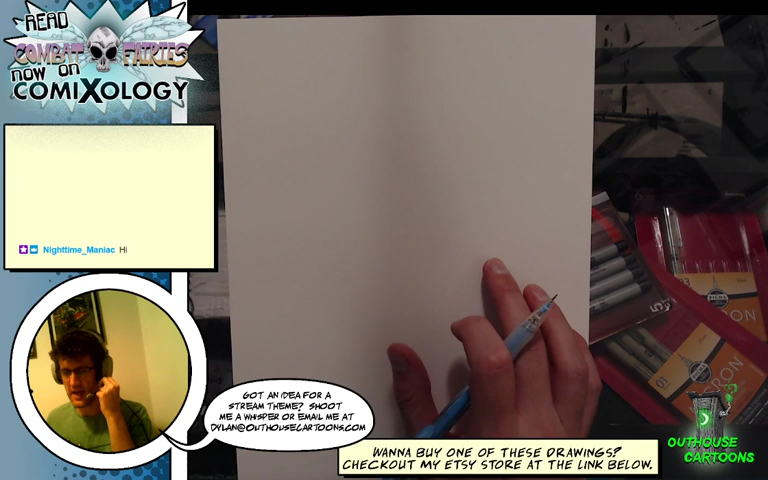 READ
COMBAT FAIRIES
NOW ON
COMIXOLOGY
Nighttime_Maniac Hi
GOT AN IDEA FOR A
STREAM THEME? SHOOT
ME A WHISPER OR EMAIL ME AT
DYLAN@OUTHOUSECARTOONS.COM
WANNA BUY ONE OF THESE DRAWINGS?
CHECKOUT MY ETSY STORE AT THE LINK BELOW.
OUTHOUSE
CARTOONS